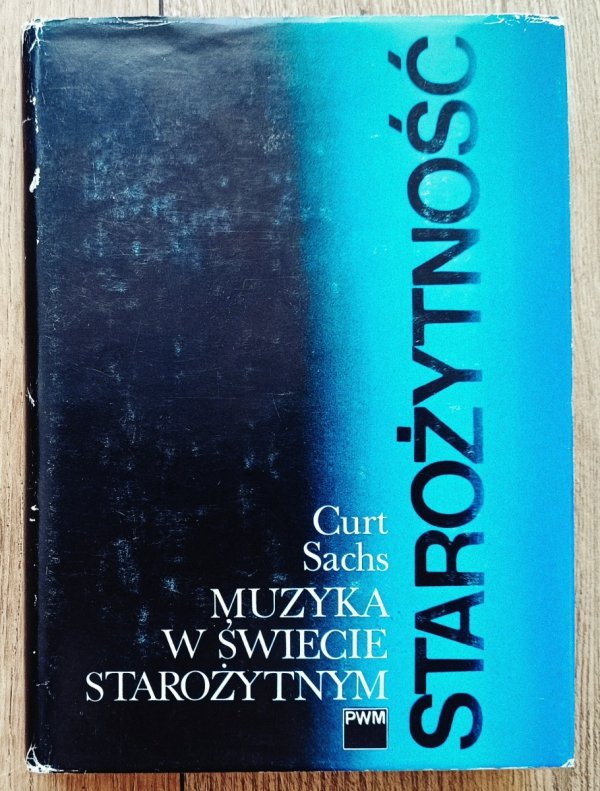 STAROŻYTNOŚĆ
Curt
Sachs
MUZYKA
W ŚWIECIE
STAROŻYTNYM
PWM